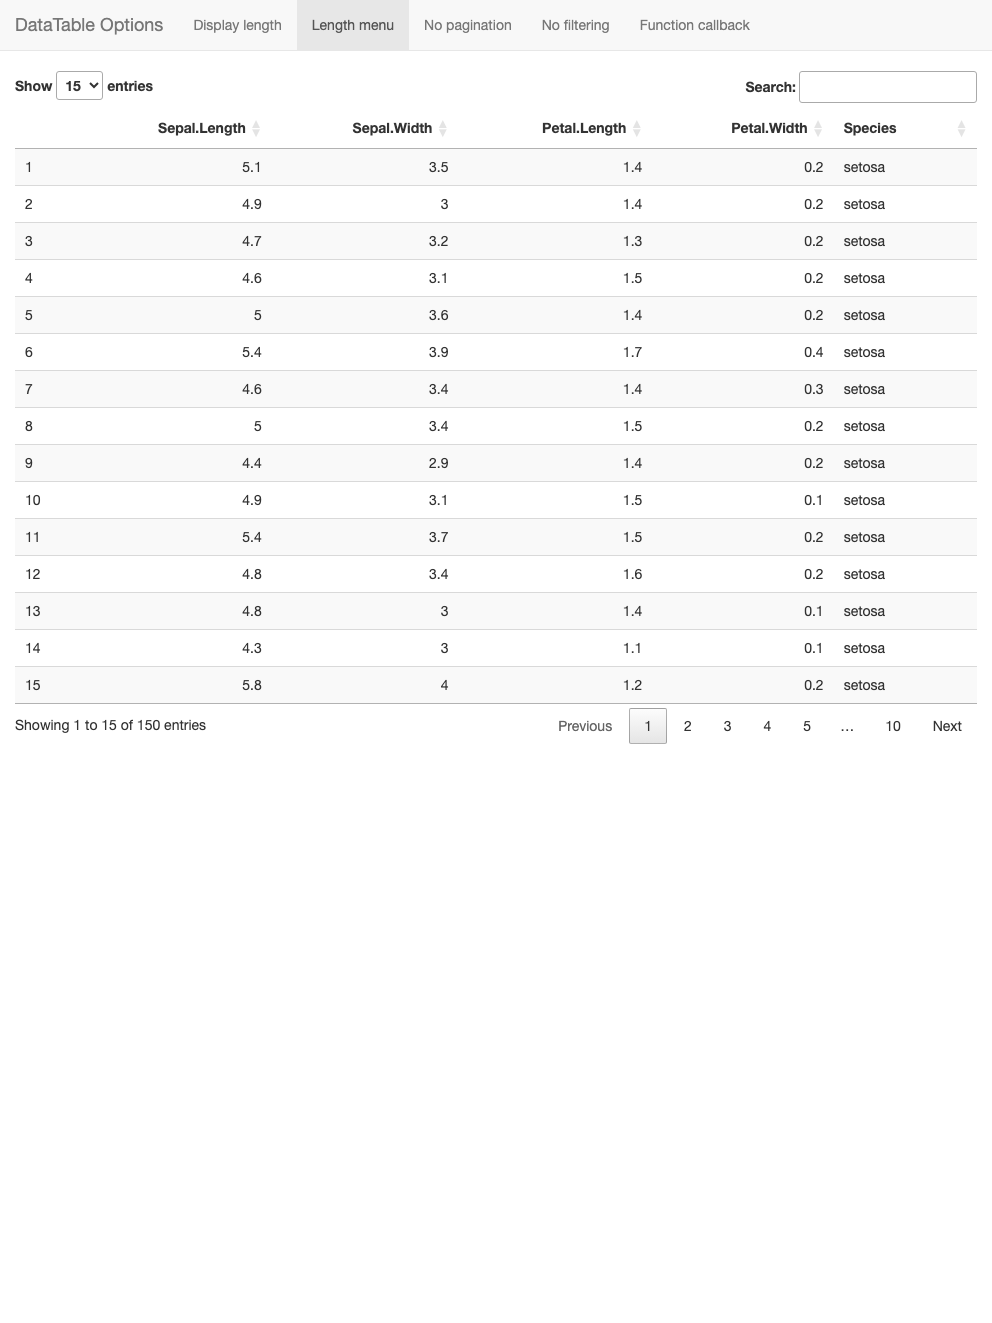 DataTable Options Display length Length menu No pagination No filtering Function callback
Show 15 entries Search:
Sepal.Length Sepal.Width Petal.Length Petal.Width Species
1 5.1 3.5 1.4 0.2 setosa
2 4.9 3 1.4 0.2 setosa
3 4.7 3.2 1.3 0.2 setosa
4 4.6 3.1 1.5 0.2 setosa
5 5 3.6 1.4 0.2 setosa
6 5.4 3.9 1.7 0.4 setosa
7 4.6 3.4 1.4 0.3 setosa
8 5 3.4 1.5 0.2 setosa
9 4.4 2.9 1.4 0.2 setosa
10 4.9 3.1 1.5 0.1 setosa
11 5.4 3.7 1.5 0.2 setosa
12 4.8 3.4 1.6 0.2 setosa
13 4.8 3 1.4 0.1 setosa
14 4.3 3 1.1 0.1 setosa
15 5.8 4 1.2 0.2 setosa
Showing 1 to 15 of 150 entries Previous 1 2 3 4 5 … 10 Next